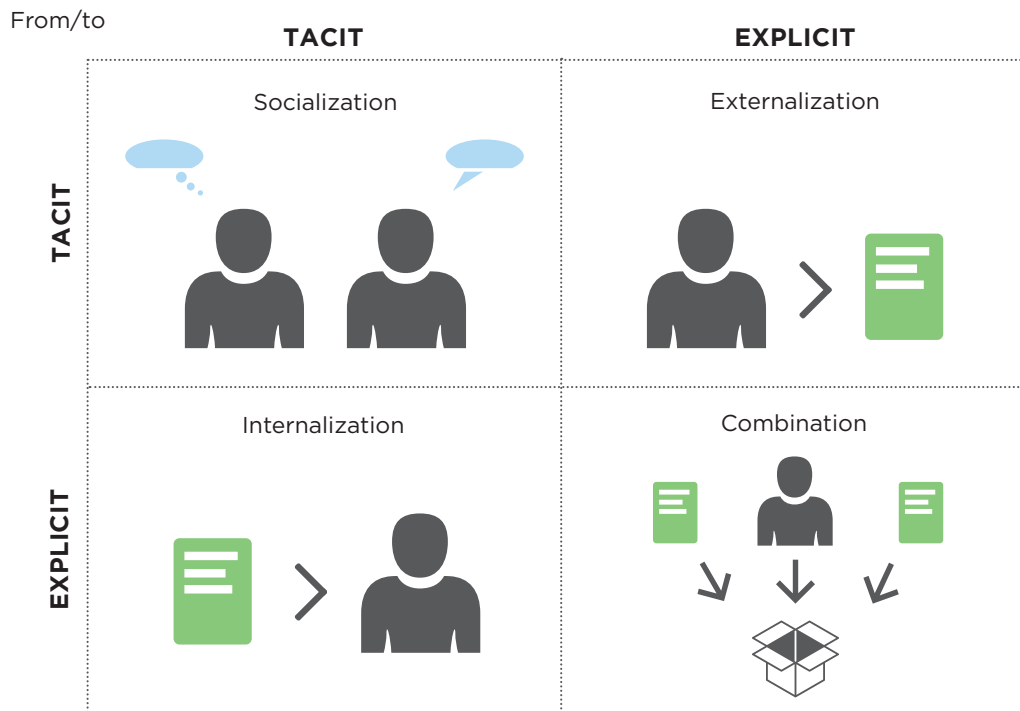 From/to
TACIT
EXPLICIT
TACIT
Socialization
Externalization
EXPLICIT
Internalization
Combination